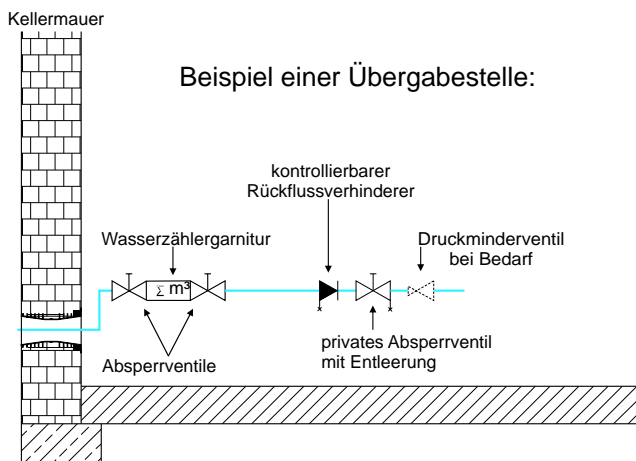 Kellermauer
Beispiel einer Übergabestelle:
kontrollierbarer
Rückflussverhinderer
Wasserzählergarnitur
Druckminderventil
bei Bedarf
Σ m³
Absperrventile
privates Absperrventil
mit Entleerung